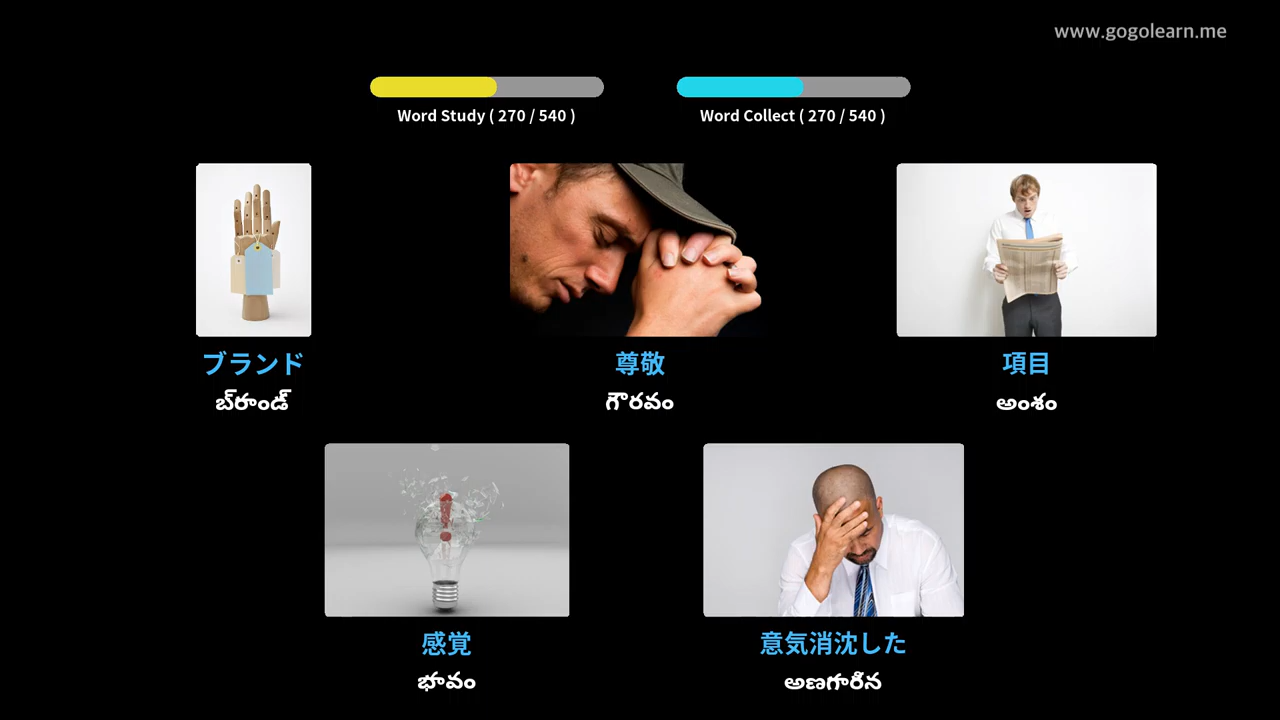 www.gogolearn.me
Word Study ( 270 / 540 )
Word Collect ( 270 / 540 )
ブランド
尊敬
項目
బ్‌రాండ్
గౌరవం
అంశం
感覚
意気消沈した
భావం
అణగారిన